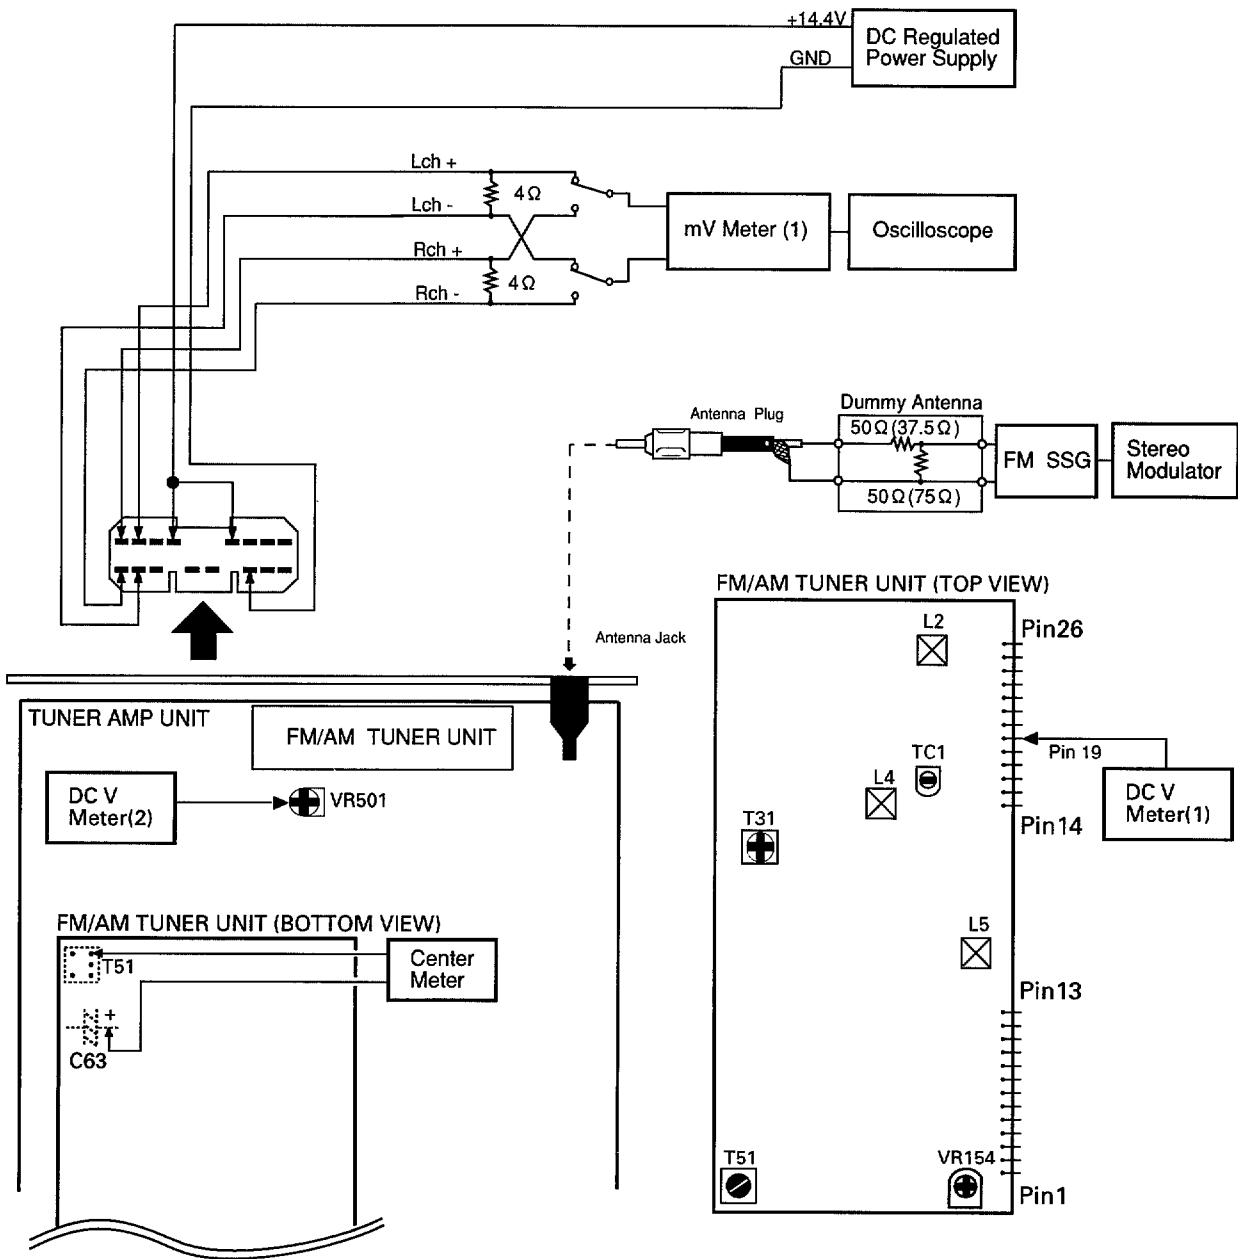 +14.4V
DC Regulated
Power Supply
GND
Lch +
4Ω
Lch -
Rch +
4Ω
Rch -
mV Meter (1)
Oscilloscope
Antenna Plug
Dummy Antenna
50Ω(37.5Ω)
50Ω(75Ω)
FM SSG
Stereo
Modulator
Antenna Jack
TUNER AMP UNIT
FM/AM TUNER UNIT
DC V
Meter(2)
VR501
FM/AM TUNER UNIT (BOTTOM VIEW)
T51
Center
Meter
+
C63
FM/AM TUNER UNIT (TOP VIEW)
L2
Pin26
TC1
Pin 19
L4
DC V
Meter(1)
T31
Pin14
L5
Pin13
T51
VR154
Pin1